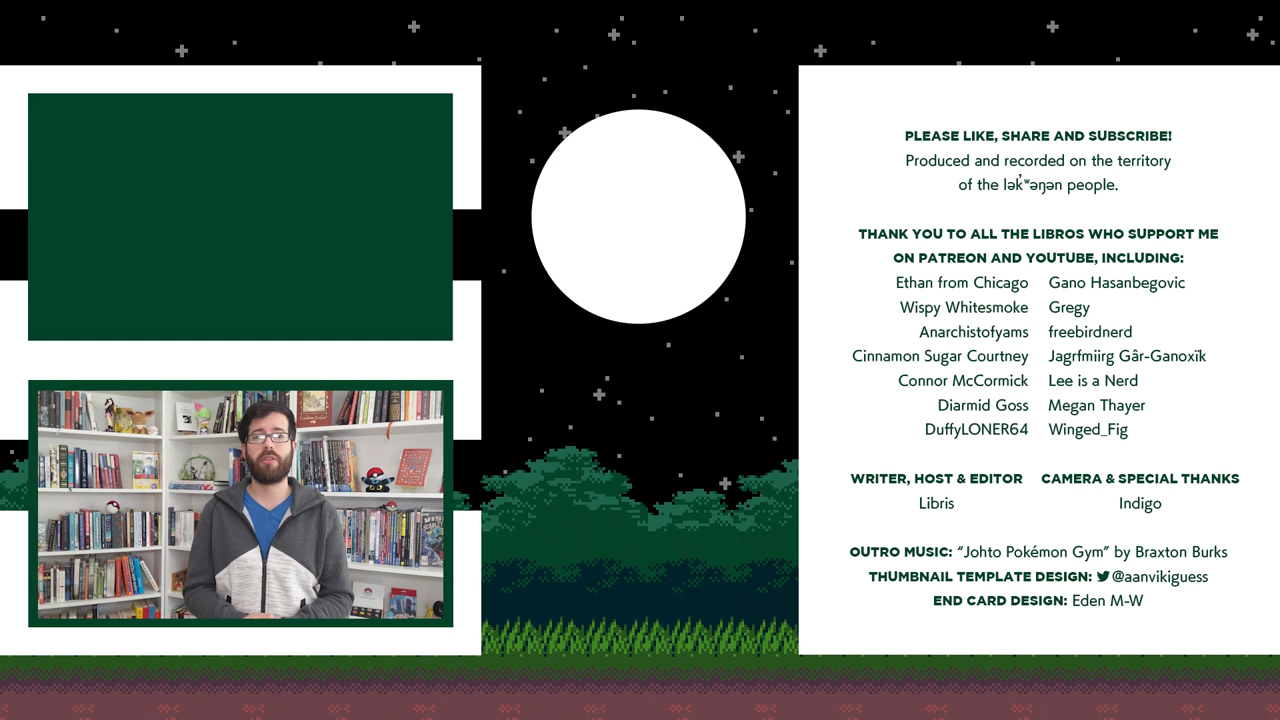 PLEASE LIKE, SHARE AND SUBSCRIBE!
Produced and recorded on the territory
of the lək̓ʷəŋən people.
THANK YOU TO ALL THE LIBROS WHO SUPPORT ME
ON PATREON AND YOUTUBE, INCLUDING:
Ethan from Chicago Gano Hasanbegovic
Wispy Whitesmoke Gregy
Anarchistofyams freebirdnerd
Cinnamon Sugar Courtney Jagrfmiirg Gâr-Ganoxïk
Connor McCormick Lee is a Nerd
Diarmid Goss Megan Thayer
DuffyLONER64 Winged_Fig
WRITER, HOST & EDITOR CAMERA & SPECIAL THANKS
Libris Indigo
OUTRO MUSIC: “Johto Pokémon Gym” by Braxton Burks
THUMBNAIL TEMPLATE DESIGN: @aanvikiguess
END CARD DESIGN: Eden M-W